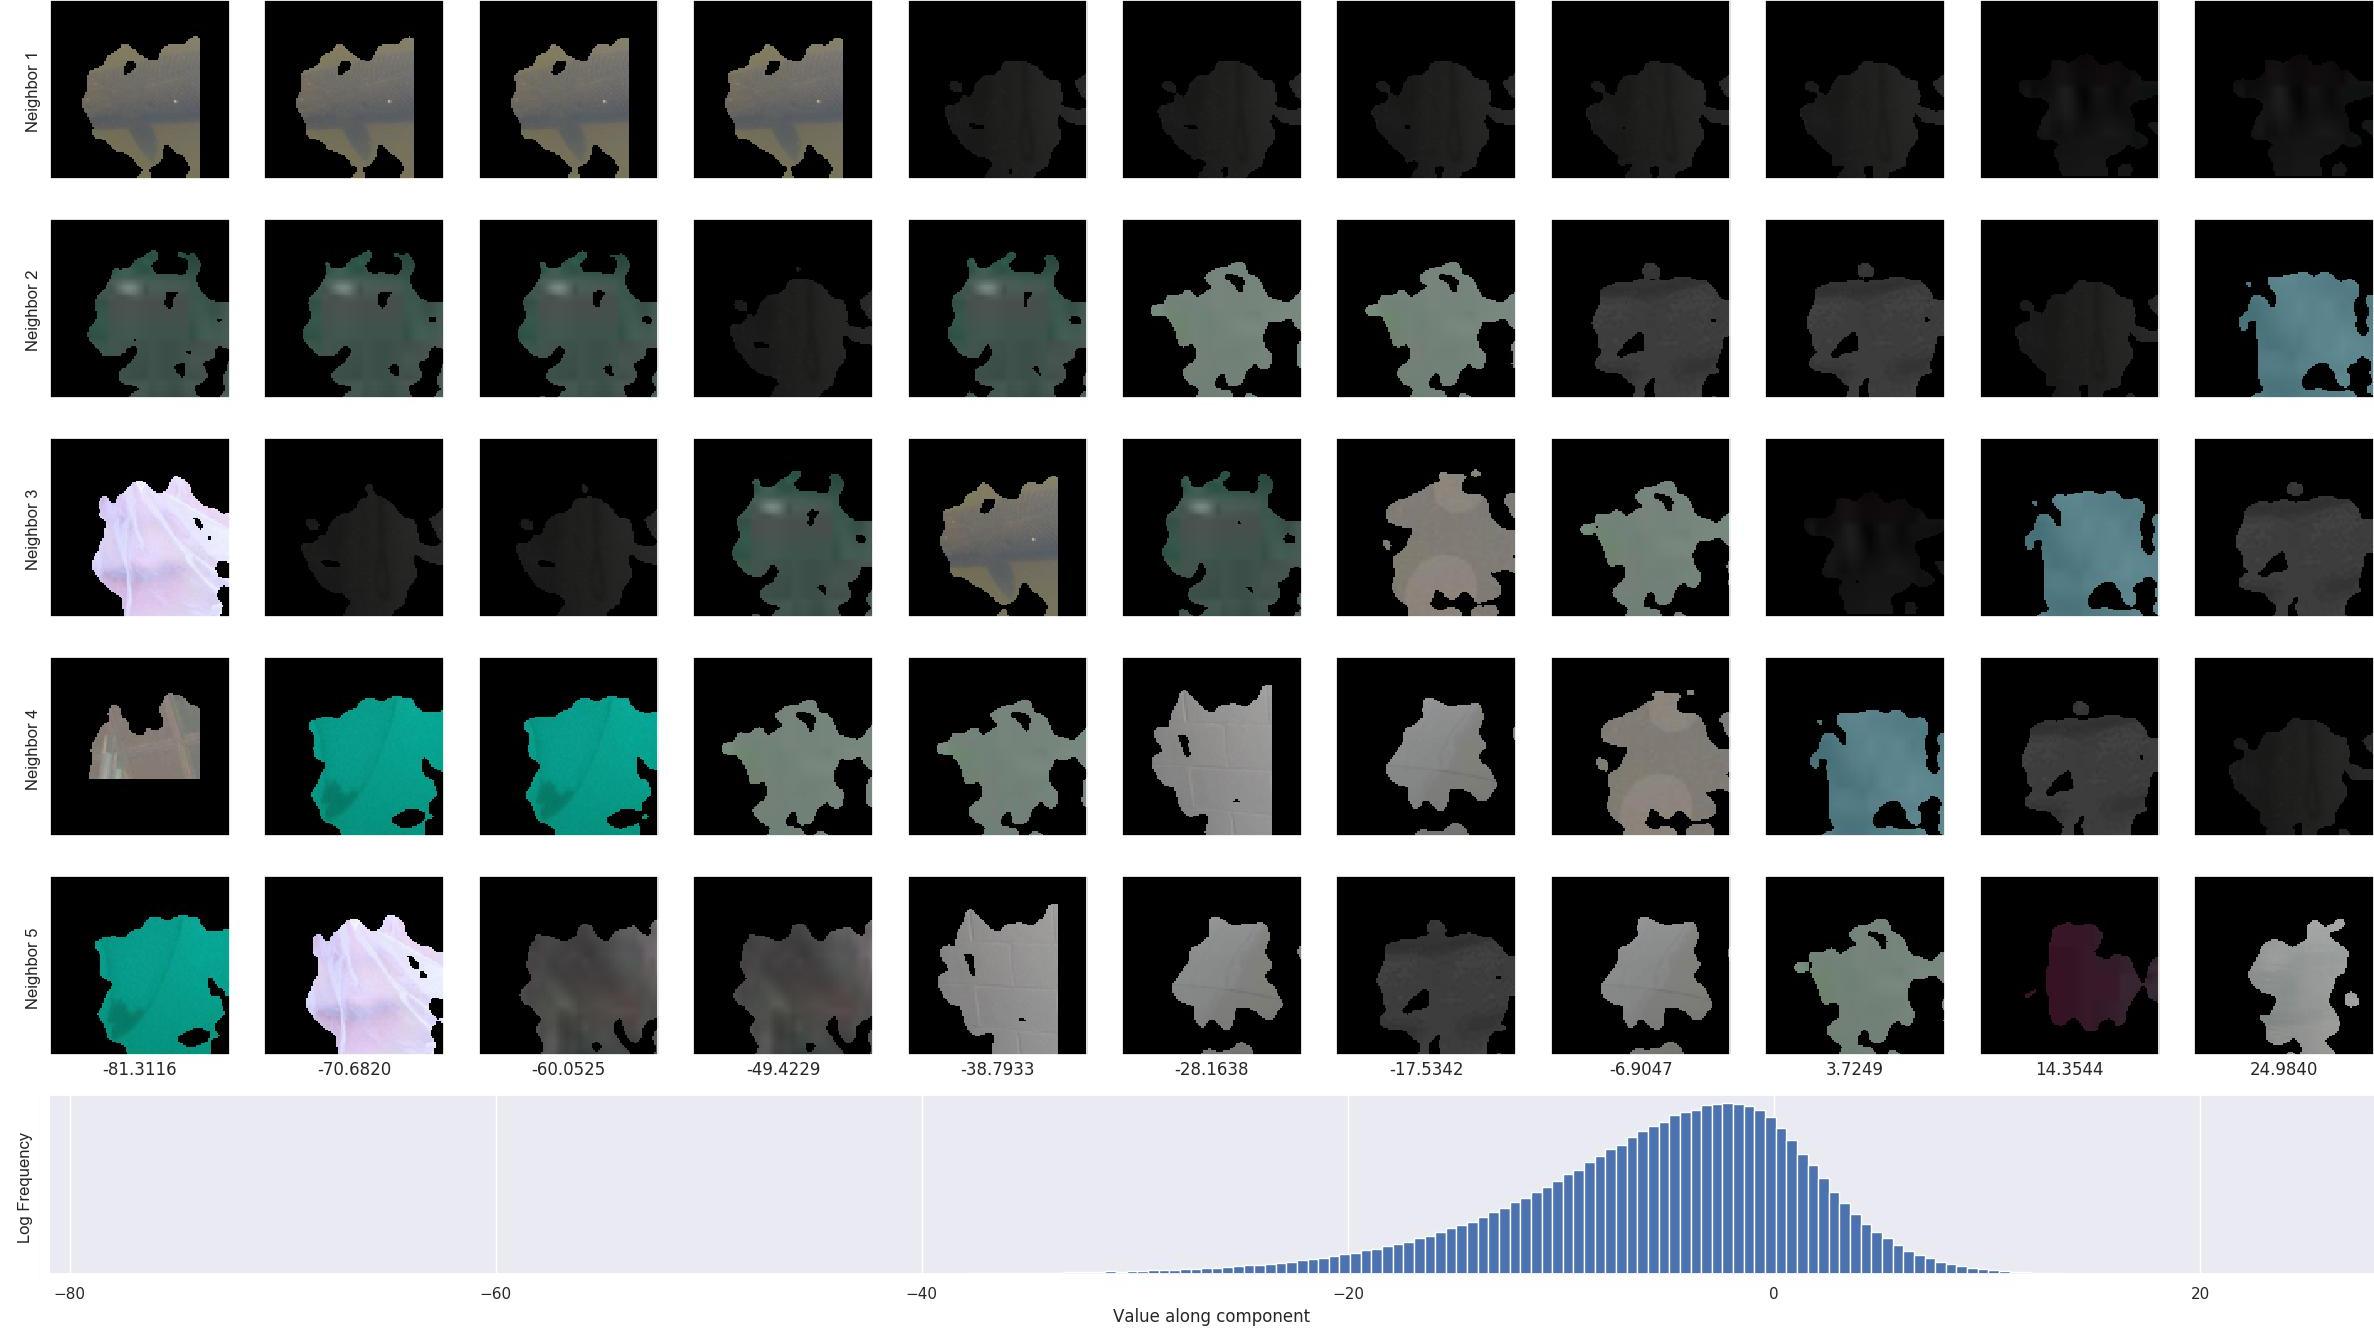 Neighbor 1
Neighbor 2
Neighbor 3
Neighbor 4
Neighbor 5
-81.3116 -70.6820 -60.0525 -49.4229 -38.7933 -28.1638 -17.5342 -6.9047 3.7249 14.3544 24.9840
Log Frequency
−80 −60 −40 −20 0 20
Value along component